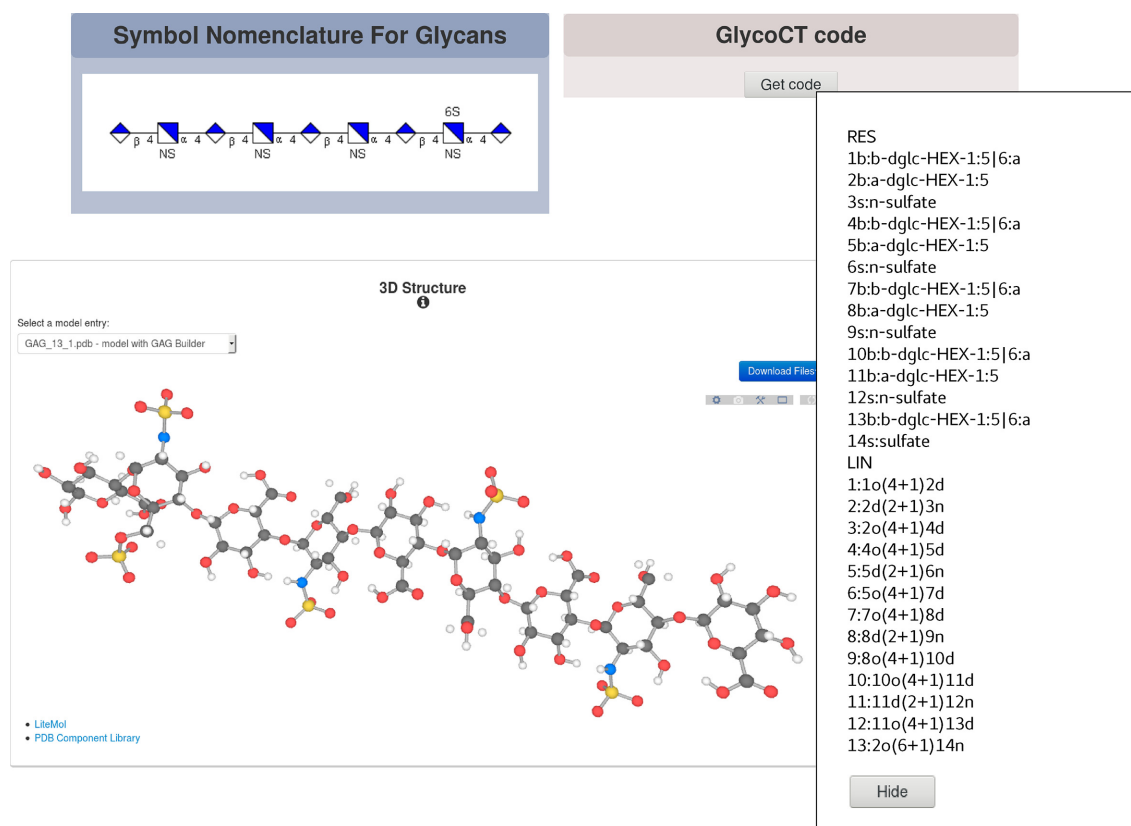 Symbol Nomenclature For Glycans
6S
β 4 α 4 β 4 α 4 β 4 α 4 β 4 α 4
NS NS NS NS
GlycoCT code
Get code
RES
1b:b-dglc-HEX-1:5|6:a
2b:a-dglc-HEX-1:5
3s:n-sulfate
4b:b-dglc-HEX-1:5|6:a
5b:a-dglc-HEX-1:5
6s:n-sulfate
7b:b-dglc-HEX-1:5|6:a
8b:a-dglc-HEX-1:5
9s:n-sulfate
10b:b-dglc-HEX-1:5|6:a
11b:a-dglc-HEX-1:5
12s:n-sulfate
13b:b-dglc-HEX-1:5|6:a
14s:sulfate
LIN
1:1o(4+1)2d
2:2d(2+1)3n
3:2o(4+1)4d
4:4o(4+1)5d
5:5d(2+1)6n
6:5o(4+1)7d
7:7o(4+1)8d
8:8d(2+1)9n
9:8o(4+1)10d
10:10o(4+1)11d
11:11d(2+1)12n
12:11o(4+1)13d
13:2o(6+1)14n
Hide
3D Structure
Select a model entry:
GAG_13_1.pdb - model with GAG Builder
Download Files
LiteMol
PDB Component Library